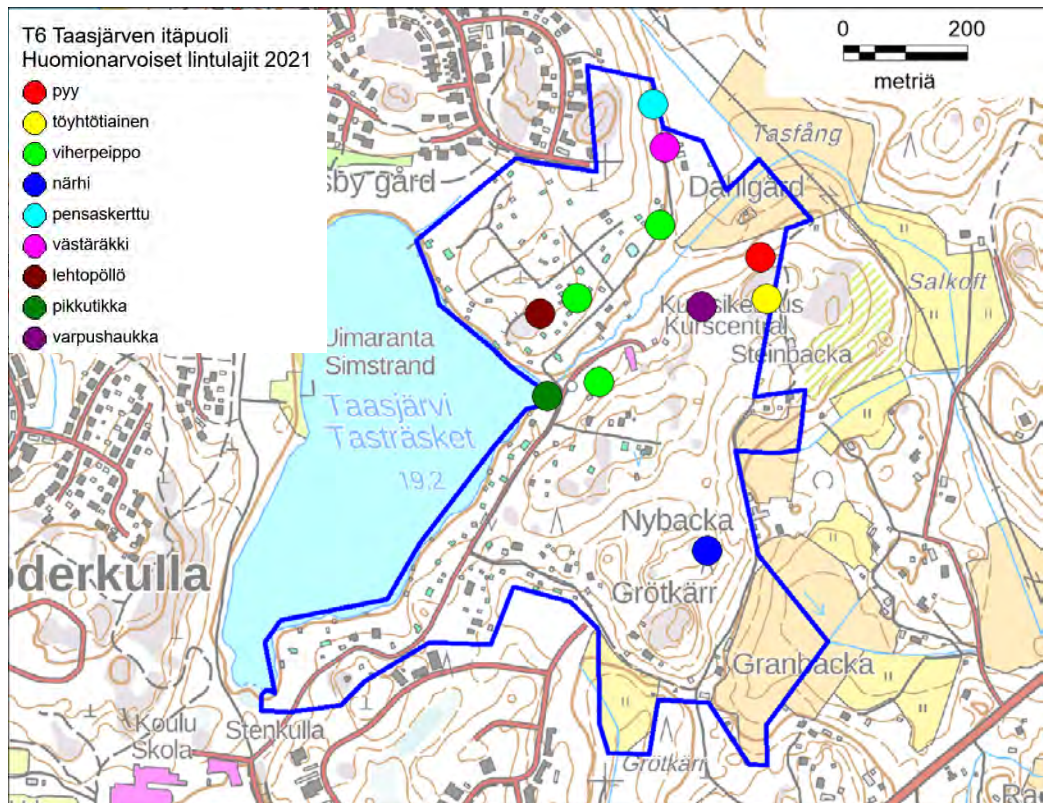 T6 Taasjärven itäpuoli
Huomionarvoiset lintulajit 2021
pyy
töyhtötiainen
viherpeippo
närhi
pensaskerttu
västäräkki
lehtopöllö
pikkutikka
varpushaukka
0 200
metriä
Tasfång
sby gård
Dahlgård
Salkoft
Kurscentral
Steinbacka
20
Uimaranta
Simstrand
Taasjärvi
Tasträsket
19.2
Nybacka
oderkulla
Grötkärr
Granbacka
Koulu
Skola
Stenkulla
Grötkärr